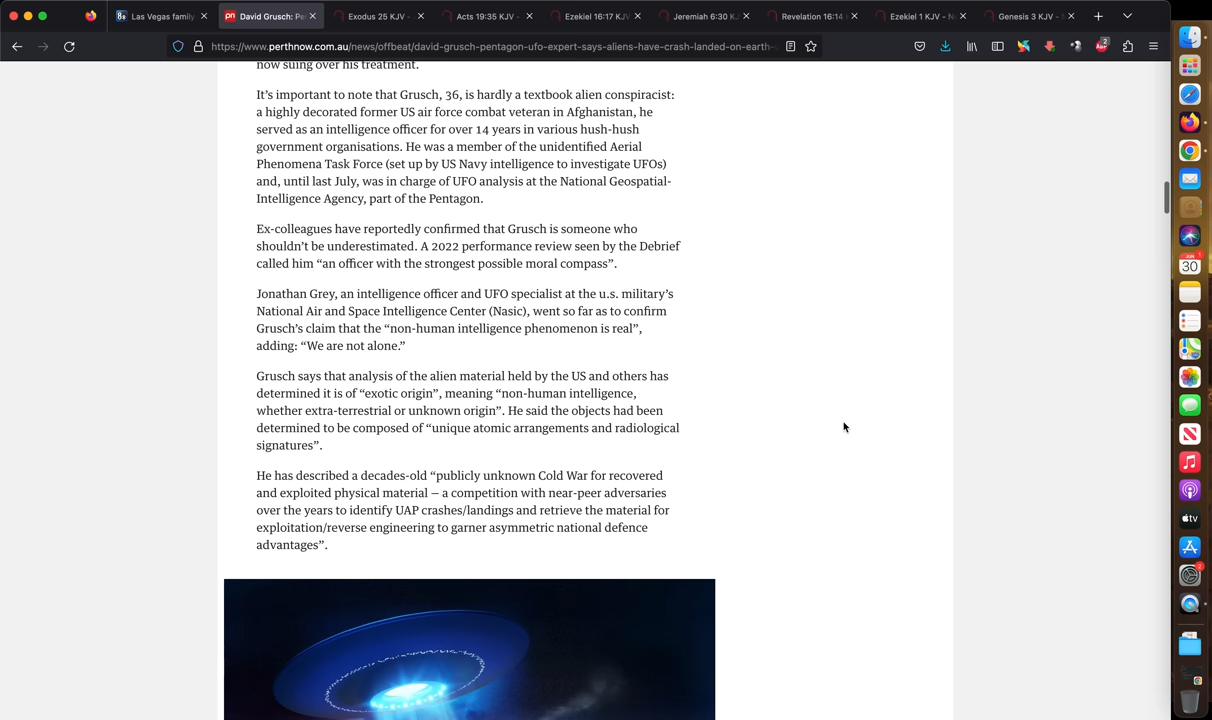 Las Vegas family
David Grusch: Pe
Exodus 25 KJV -
Acts 19:35 KJV -
Ezekiel 16:17 KJV
Jeremiah 6:30 KJ
Revelation 16:14
Ezekiel 1 KJV -
Genesis 3 KJV -
https://www.perthnow.com.au/news/offbeat/david-grusch-pentagon-ufo-expert-says-aliens-have-crash-landed-on-earth-
now suing over his treatment.
It’s important to note that Grusch, 36, is hardly a textbook alien conspiracist:
a highly decorated former US air force combat veteran in Afghanistan, he
served as an intelligence officer for over 14 years in various hush-hush
government organisations. He was a member of the unidentified Aerial
Phenomena Task Force (set up by US Navy intelligence to investigate UFOs)
and, until last July, was in charge of UFO analysis at the National Geospatial-
Intelligence Agency, part of the Pentagon.
Ex-colleagues have reportedly confirmed that Grusch is someone who
shouldn’t be underestimated. A 2022 performance review seen by the Debrief
called him “an officer with the strongest possible moral compass”.
Jonathan Grey, an intelligence officer and UFO specialist at the u.s. military’s
National Air and Space Intelligence Center (Nasic), went so far as to confirm
Grusch’s claim that the “non-human intelligence phenomenon is real”,
adding: “We are not alone.”
Grusch says that analysis of the alien material held by the US and others has
determined it is of “exotic origin”, meaning “non-human intelligence,
whether extra-terrestrial or unknown origin”. He said the objects had been
determined to be composed of “unique atomic arrangements and radiological
signatures”.
He has described a decades-old “publicly unknown Cold War for recovered
and exploited physical material – a competition with near-peer adversaries
over the years to identify UAP crashes/landings and retrieve the material for
exploitation/reverse engineering to garner asymmetric national defence
advantages”.
2
JUN
30
tv
2